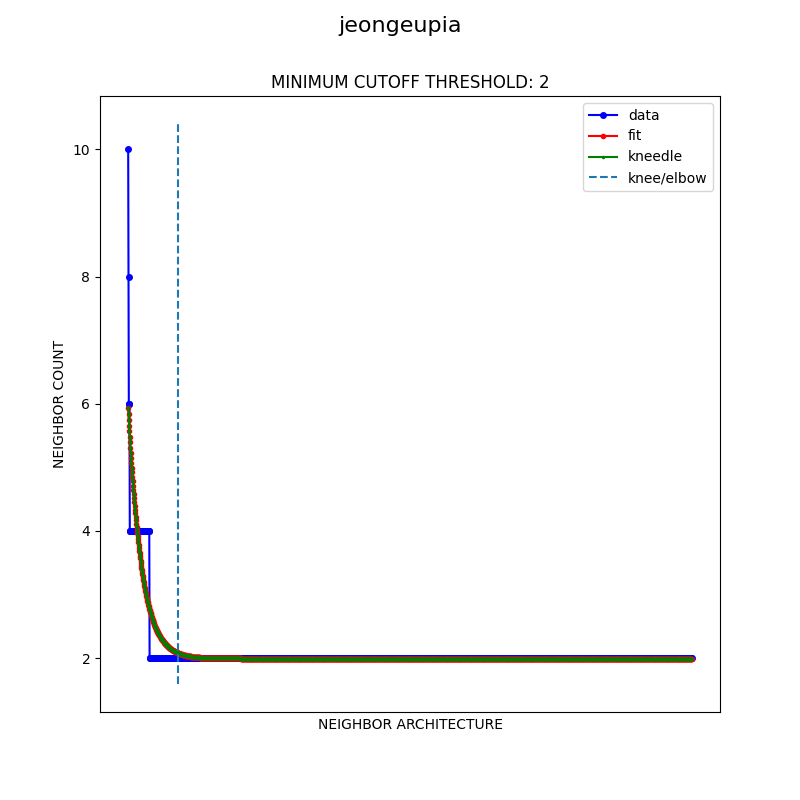 jeongeupia
MINIMUM CUTOFF THRESHOLD: 2
data
fit
kneedle
knee/elbow
10
8
6
4
2
NEIGHBOR COUNT
NEIGHBOR ARCHITECTURE